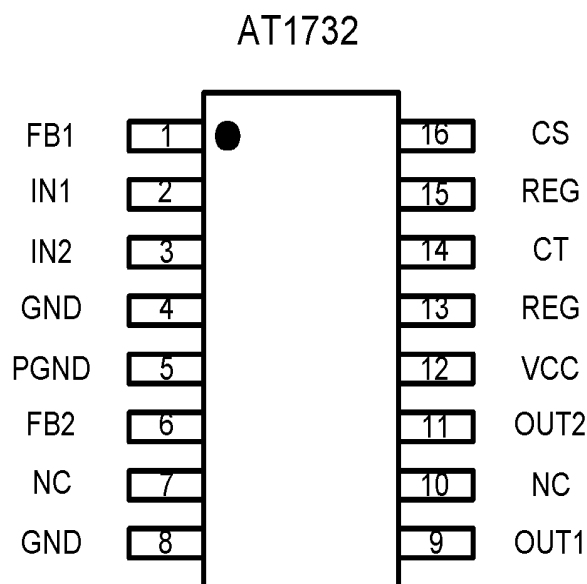 AT1732
FB1 1 16 CS
IN1 2 15 REG
IN2 3 14 CT
GND 4 13 REG
PGND 5 12 VCC
FB2 6 11 OUT2
NC 7 10 NC
GND 8 9 OUT1